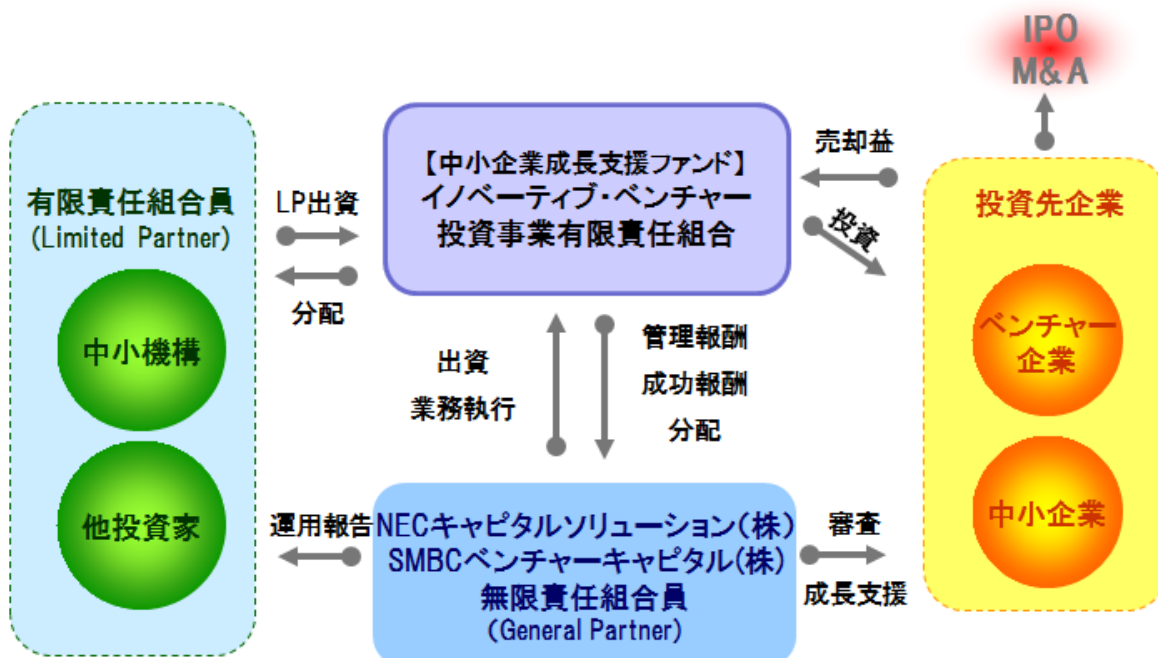 IPO
M&A
【中小企業成長支援ファンド】
イノベーティブ・ベンチャー
投資事業有限責任組合
売却益
投資
有限責任組合員
(Limited Partner)
LP出資
分配
投資先企業
中小機構
他投資家
出資
業務執行
管理報酬
成功報酬
分配
ベンチャー
企業
中小企業
運用報告
NECキャピタルソリューション(株)
SMBCベンチャーキャピタル(株)
無限責任組合員
(General Partner)
審査
成長支援